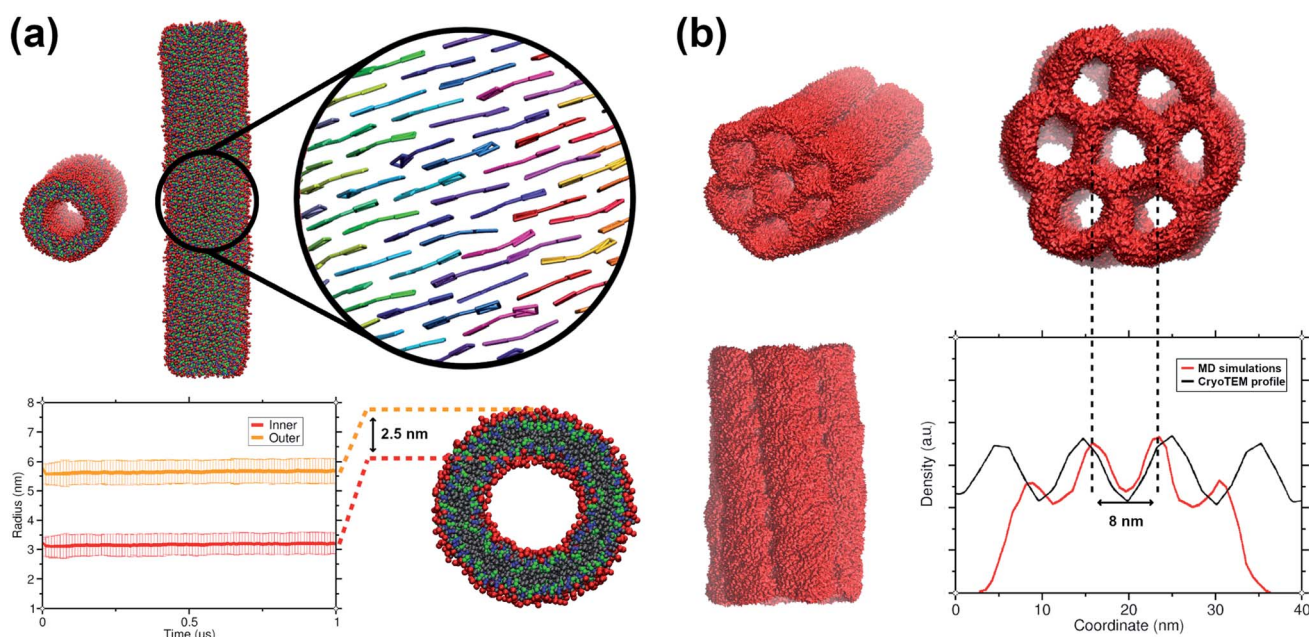 (a)
(b)
8
7
6
5
4
3
2
1
Radius (nm)
Inner
Outer
0
0.5
1
Time (us)
2.5 nm
Density (a.u)
MD simulations
CryoTEM profile
8 nm
0
10
20
30
40
Coordinate (nm)